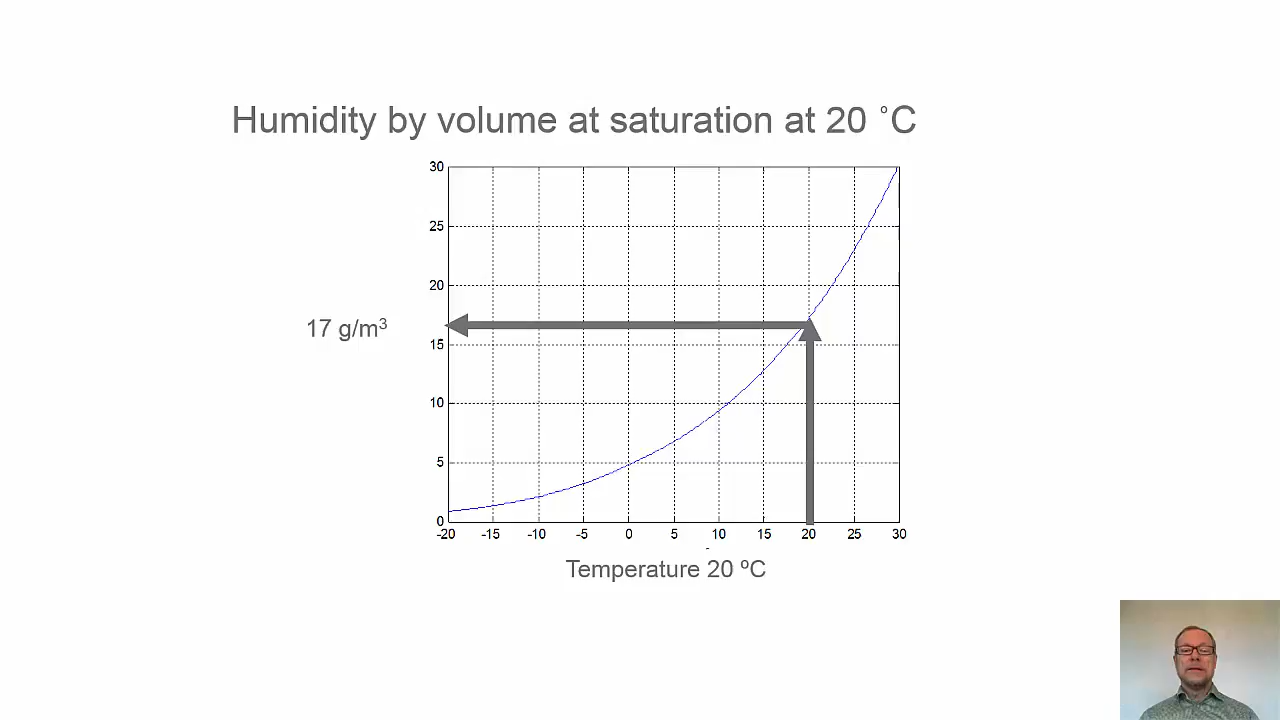 Humidity by volume at saturation at 20 ˚C
30
25
20
17 g/m³
15
10
5
0
-20 -15 -10 -5 0 5 10 15 20 25 30
Temperature 20 ºC